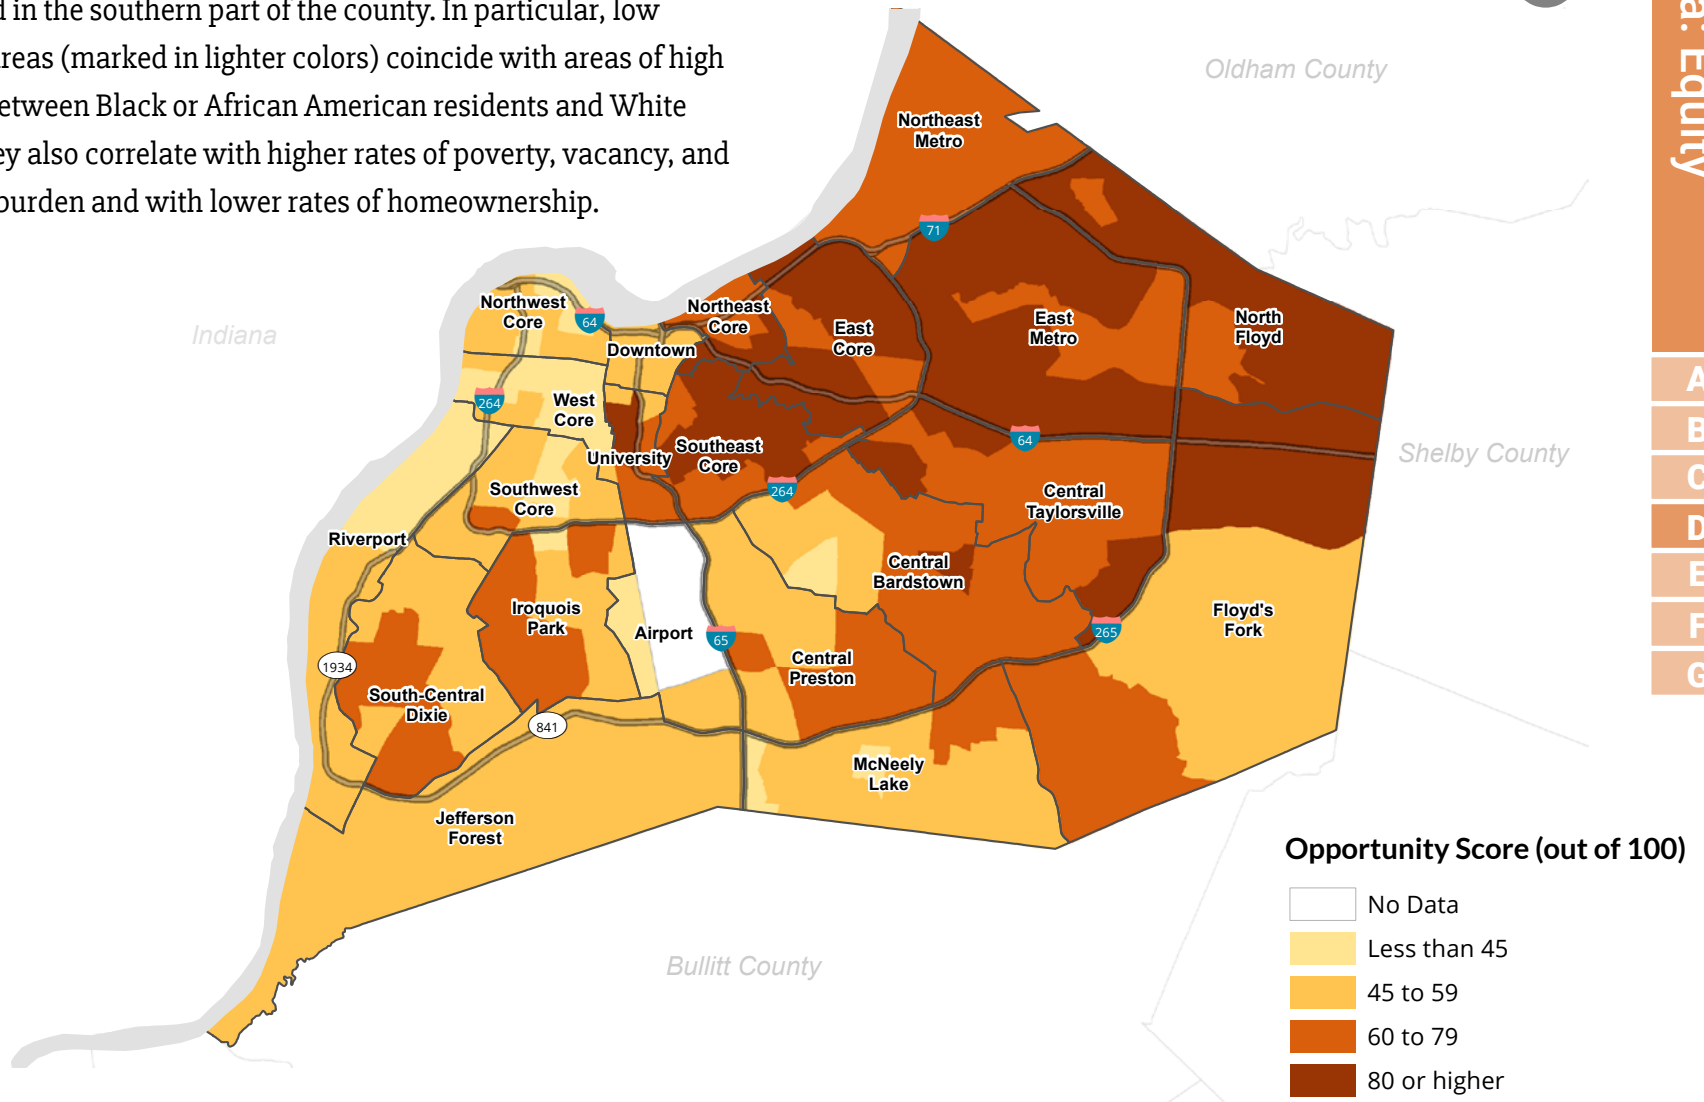 d in the southern part of the county. In particular, low
reas (marked in lighter colors) coincide with areas of high
etween Black or African American residents and White
ey also correlate with higher rates of poverty, vacancy, and
burden and with lower rates of homeownership.
a: Equity
A
B
C
D
E
F
G
Oldham County
Northeast
Metro
71
Indiana
Northwest
Core
64
Northeast
Core
East
Core
East
Metro
North
Floyd
Downtown
264
West
Core
64
Shelby County
University
Southeast
Core
264
Southwest
Core
Central
Taylorsville
Riverport
Central
Bardstown
Iroquois
Park
Airport
65
265
Floyd's
Fork
1934
Central
Preston
South-Central
Dixie
841
McNeely
Lake
Jefferson
Forest
Bullitt County
Opportunity Score (out of 100)
No Data
Less than 45
45 to 59
60 to 79
80 or higher